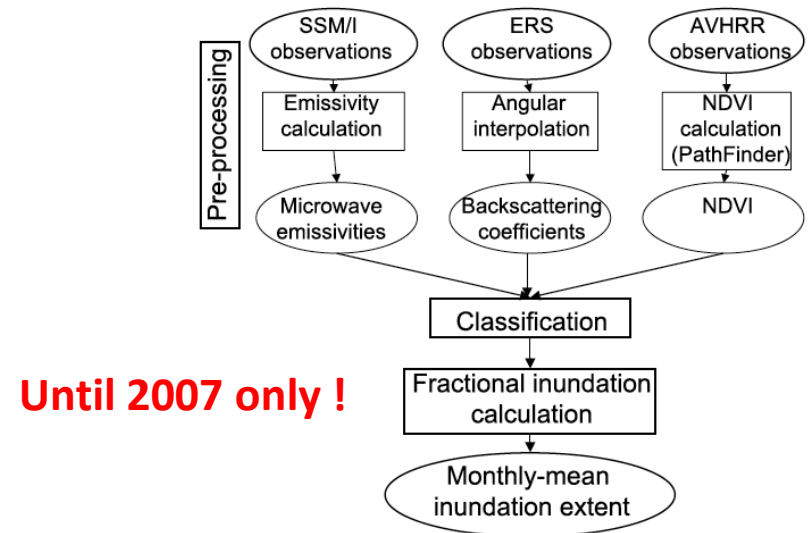 SSM/I
observations
ERS
observations
AVHRR
observations
Pre-processing
Emissivity
calculation
Angular
interpolation
NDVI
calculation
(PathFinder)
Microwave
emissivities
Backscattering
coefficients
NDVI
Classification
Until 2007 only !
Fractional inundation
calculation
Monthly-mean
inundation extent